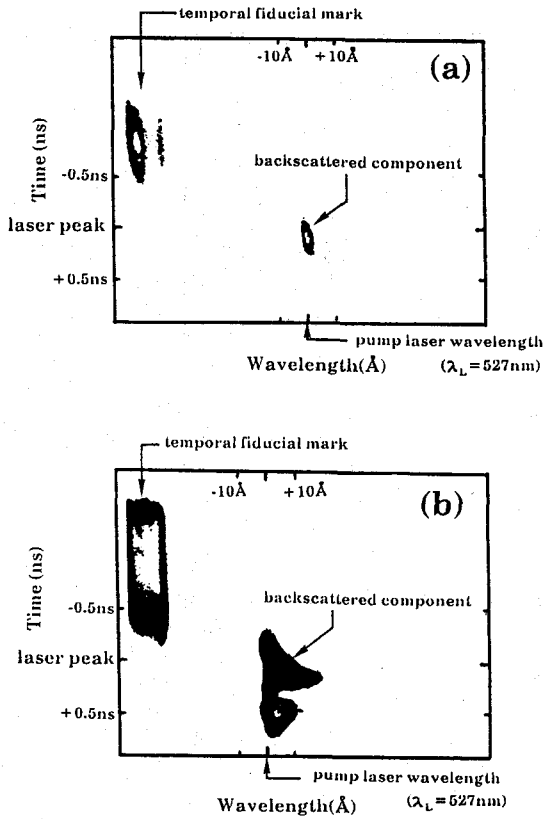 temporal fiducial mark
-10Å +10Å
(a)
Time (ns)
backscattered component
-0.5ns
laser peak
+0.5ns
pump laser wavelength
Wavelength(Å) (λL=527nm)
temporal fiducial mark
-10Å +10Å
(b)
Time (ns)
-0.5ns
backscattered component
laser peak
+0.5ns
pump laser wavelength
Wavelength(Å) (λL=527nm)